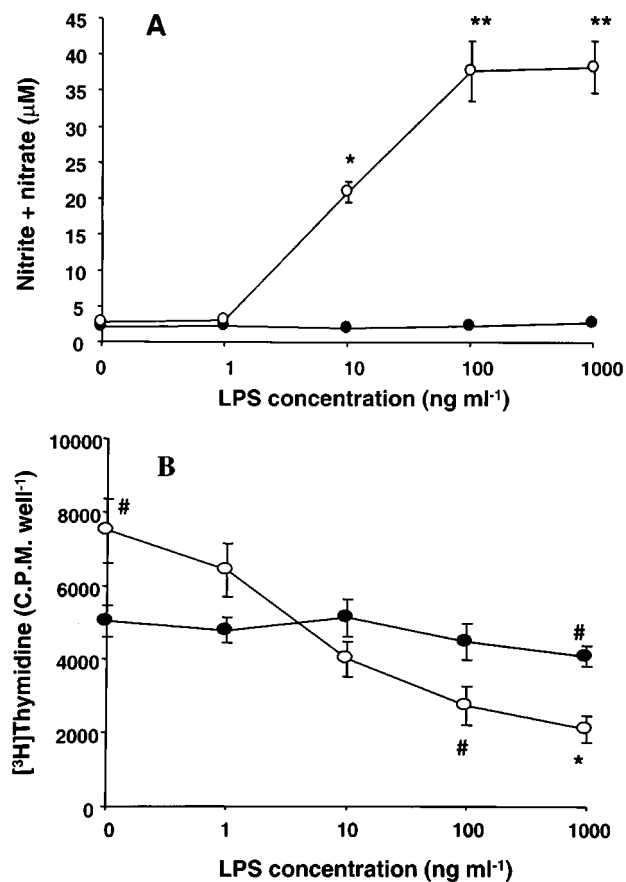 A
Nitrite + nitrate (μM)
45
40
35
30
25
20
15
10
5
0
** **
*
0 1 10 100 1000
LPS concentration (ng ml⁻¹)
B
[³H]Thymidine (C.P.M. well⁻¹)
10000
8000
6000
4000
2000
0
#
#
#
*
0 1 10 100 1000
LPS concentration (ng ml⁻¹)